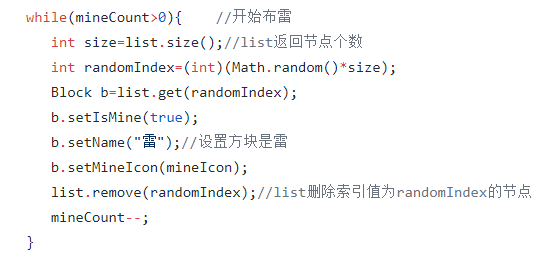 while(mineCount>0){    //开始布雷
   int size=list.size();//list返回节点个数
   int randomIndex=(int)(Math.random()*size);
   Block b=list.get(randomIndex);
   b.setIsMine(true);
   b.setName("雷");//设置方块是雷
   b.setMineIcon(mineIcon);
   list.remove(randomIndex);//list删除索引值为randomIndex的节点
   mineCount--;
}